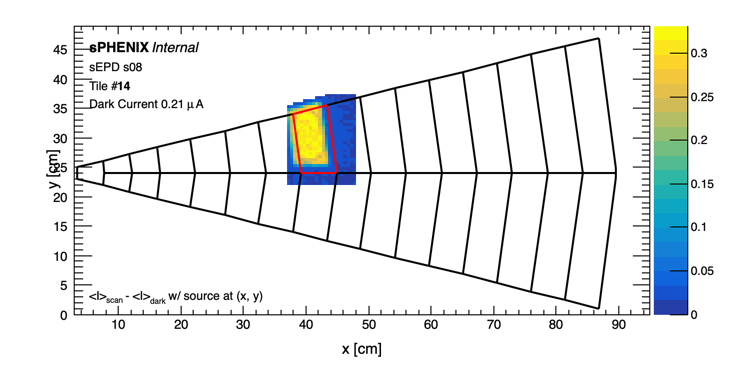 sPHENIX Internal
sEPD s08
Tile #14
Dark Current 0.21 μA
<I>scan - <I>dark w/ source at (x, y)
y [cm]
45
40
35
30
25
20
15
10
5
0
10 20 30 40 50 60 70 80 90
x [cm]
0.3
0.25
0.2
0.15
0.1
0.05
0